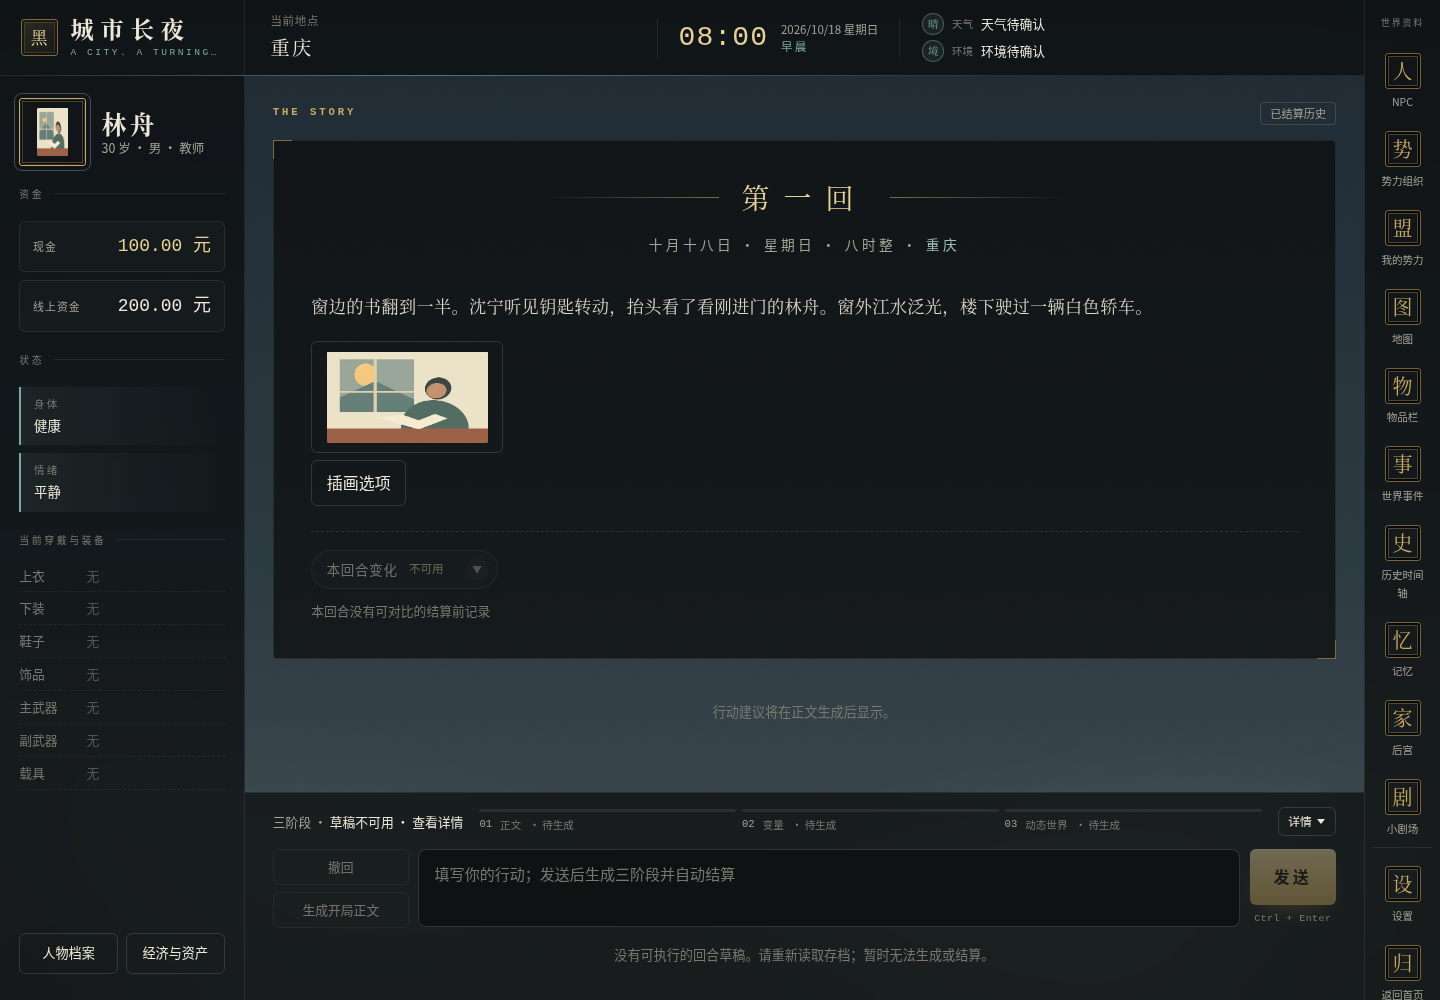 黑
城市长夜
A CITY. A TURNING…
当前地点
重庆
08:00
2026/10/18 星期日
早晨
晴 天气 天气待确认
境 环境 环境待确认
林舟
30 岁 · 男 · 教师
资金
现金 100.00 元
线上资金 200.00 元
状态
身体
健康
情绪
平静
当前穿戴与装备
上衣 无
下装 无
鞋子 无
饰品 无
主武器 无
副武器 无
载具 无
人物档案
经济与资产
THE STORY
已结算历史
第一回
十月十八日 · 星期日 · 八时整 · 重庆
窗边的书翻到一半。沈宁听见钥匙转动，抬头看了看刚进门的林舟。窗外江水泛光，楼下驶过一辆白色轿车。
插画选项
本回合变化 不可用 ▼
本回合没有可对比的结算前记录
行动建议将在正文生成后显示。
三阶段 · 草稿不可用 · 查看详情
01 正文 · 待生成
02 变量 · 待生成
03 动态世界 · 待生成
详情
撤回
生成开局正文
填写你的行动；发送后生成三阶段并自动结算
发送
Ctrl + Enter
没有可执行的回合草稿。请重新读取存档；暂时无法生成或结算。
世界资料
人
NPC
势
势力组织
盟
我的势力
图
地图
物
物品栏
事
世界事件
史
历史时间
轴
忆
记忆
家
后宫
剧
小剧场
设
设置
归
返回首页